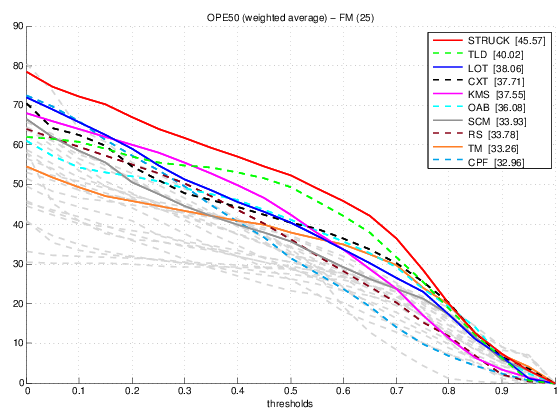 OPE50 (weighted average) – FM (25)
90
80
70
60
50
40
30
20
10
0
STRUCK [45.57]
TLD [40.02]
LOT [38.06]
CXT [37.71]
KMS [37.55]
OAB [36.08]
SCM [33.93]
RS [33.78]
TM [33.26]
CPF [32.96]
0 0.1 0.2 0.3 0.4 0.5 0.6 0.7 0.8 0.9 1
thresholds